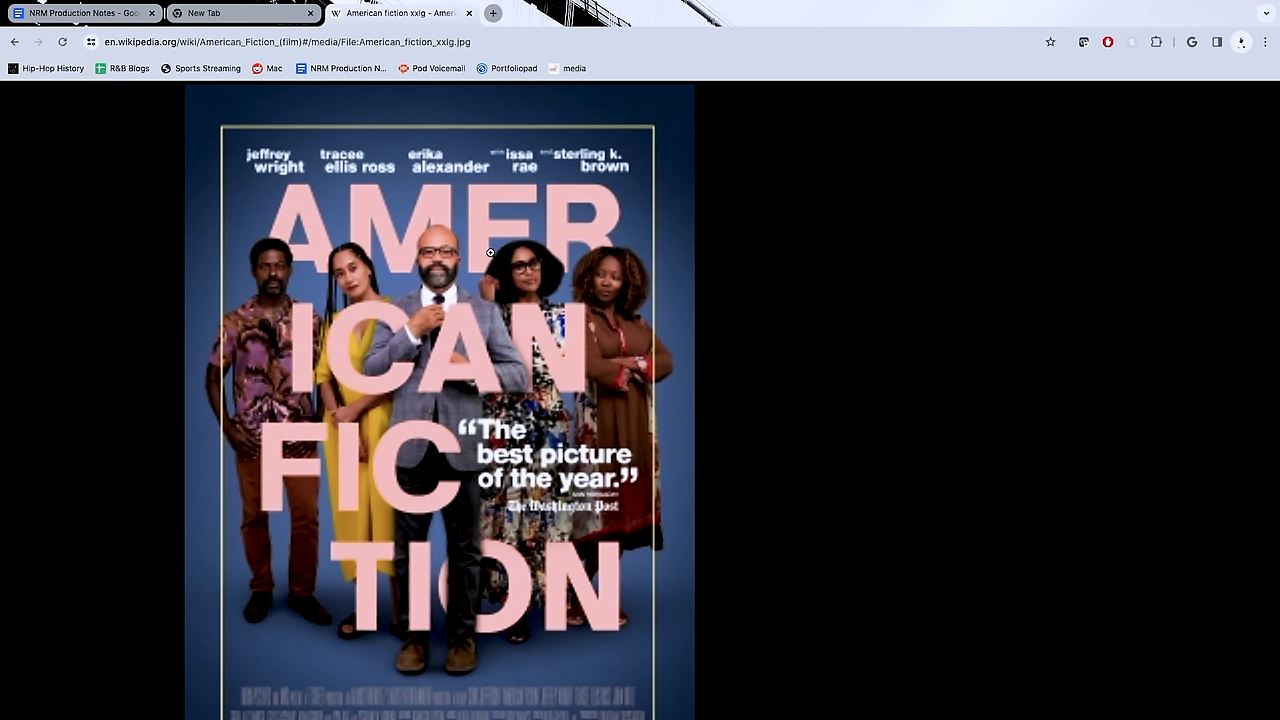 NRM Production Notes - Goo
New Tab
American fiction xxlg - Amer
en.wikipedia.org/wiki/American_Fiction_(film)#/media/File:American_fiction_xxlg.jpg
Hip-Hop History
R&B Blogs
Sports Streaming
Mac
NRM Production N...
Pod Voicemail
Portfoliopad
media
jeffrey wright
tracee ellis ross
erika alexander
with issa rae
and sterling k. brown
AMER
ICAN
FIC
TION
“The
best picture
of the year.”
The Washington Post